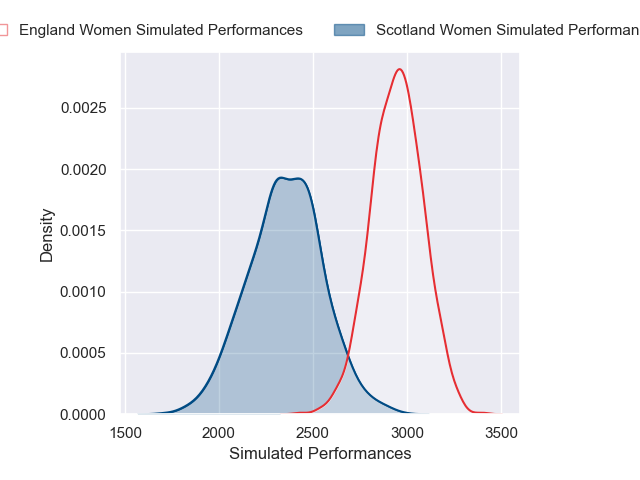 England Women Simulated Performances
Scotland Women Simulated Performan
0.0025
0.0020
0.0015
0.0010
0.0005
0.0000
Density
1500 2000 2500 3000 3500
Simulated Performances